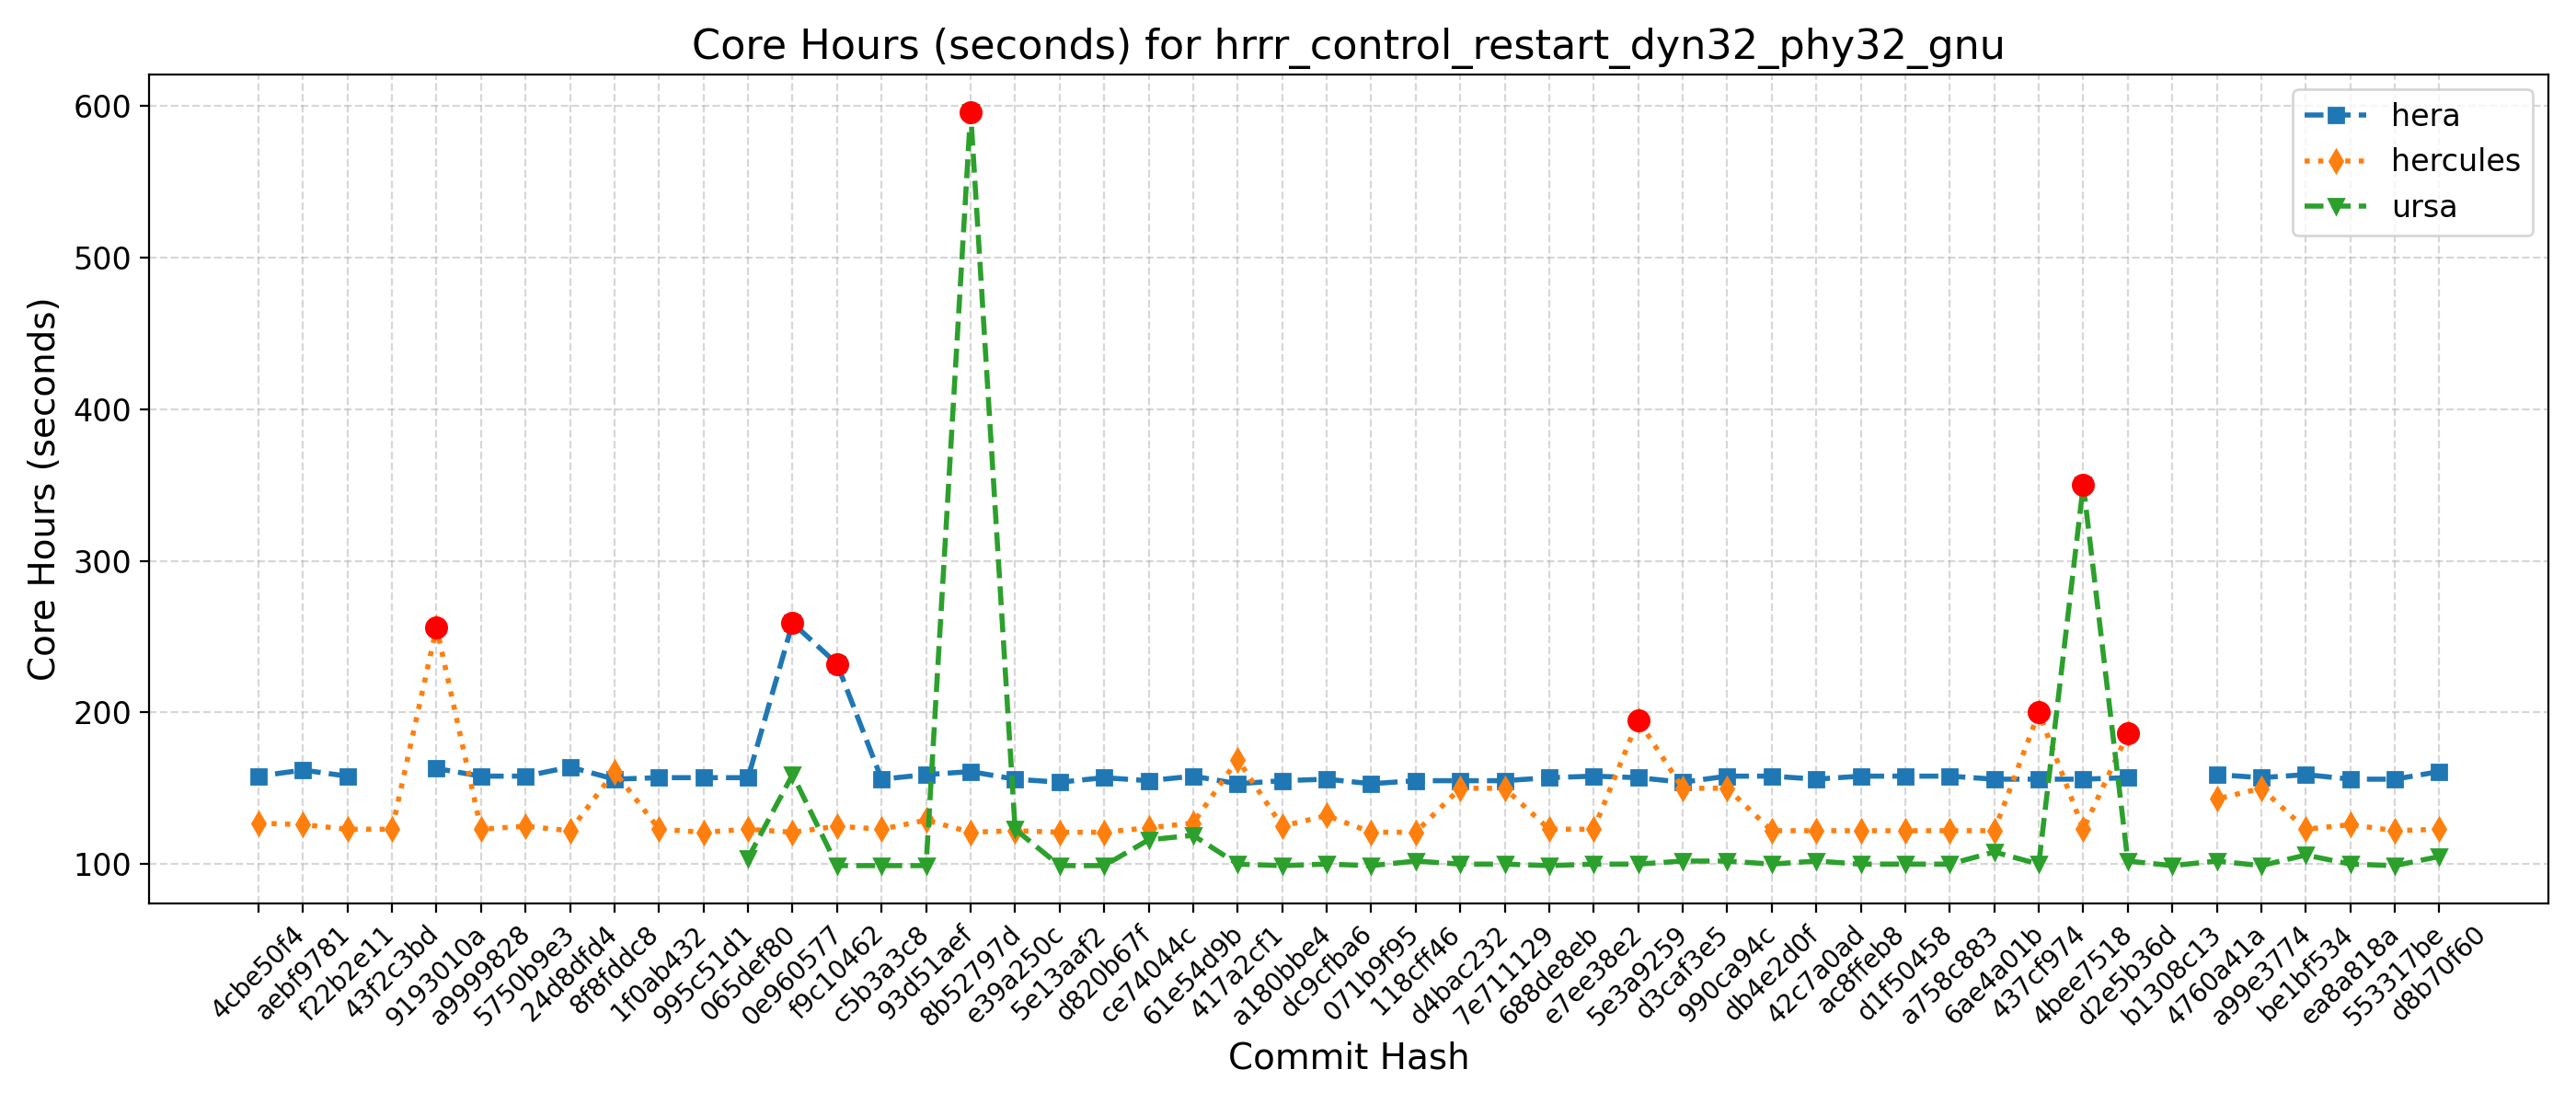 Core Hours (seconds) for hrrr_control_restart_dyn32_phy32_gnu
hera
hercules
ursa
Core Hours (seconds)
600
500
400
300
200
100
4cbe50f4
aebf9781
f22b2e11
43f2c3bd
9193010a
a9999828
5750b9e3
24d8dfd4
8f8fddc8
1f0ab432
995c51d1
065def80
0e960577
f9c10462
c5b3a3c8
93d51aef
8b52797d
e39a250c
5e13aaf2
d820b67f
ce74044c
61e54d9b
417a2cf1
a180bbe4
dc9cfba6
071b9f95
118cff46
d4bac232
7e711129
688de8eb
e7ee38e2
5e3a9259
d3caf3e5
990ca94c
db4e2d0f
42c7a0ad
ac8ffeb8
d1f50458
a758c883
6ae4a01b
437cf974
4bee7518
d2e5b36d
b1308c13
4760a41a
a99e3774
be1bf534
ea8a818a
553317be
d8b70f60
Commit Hash